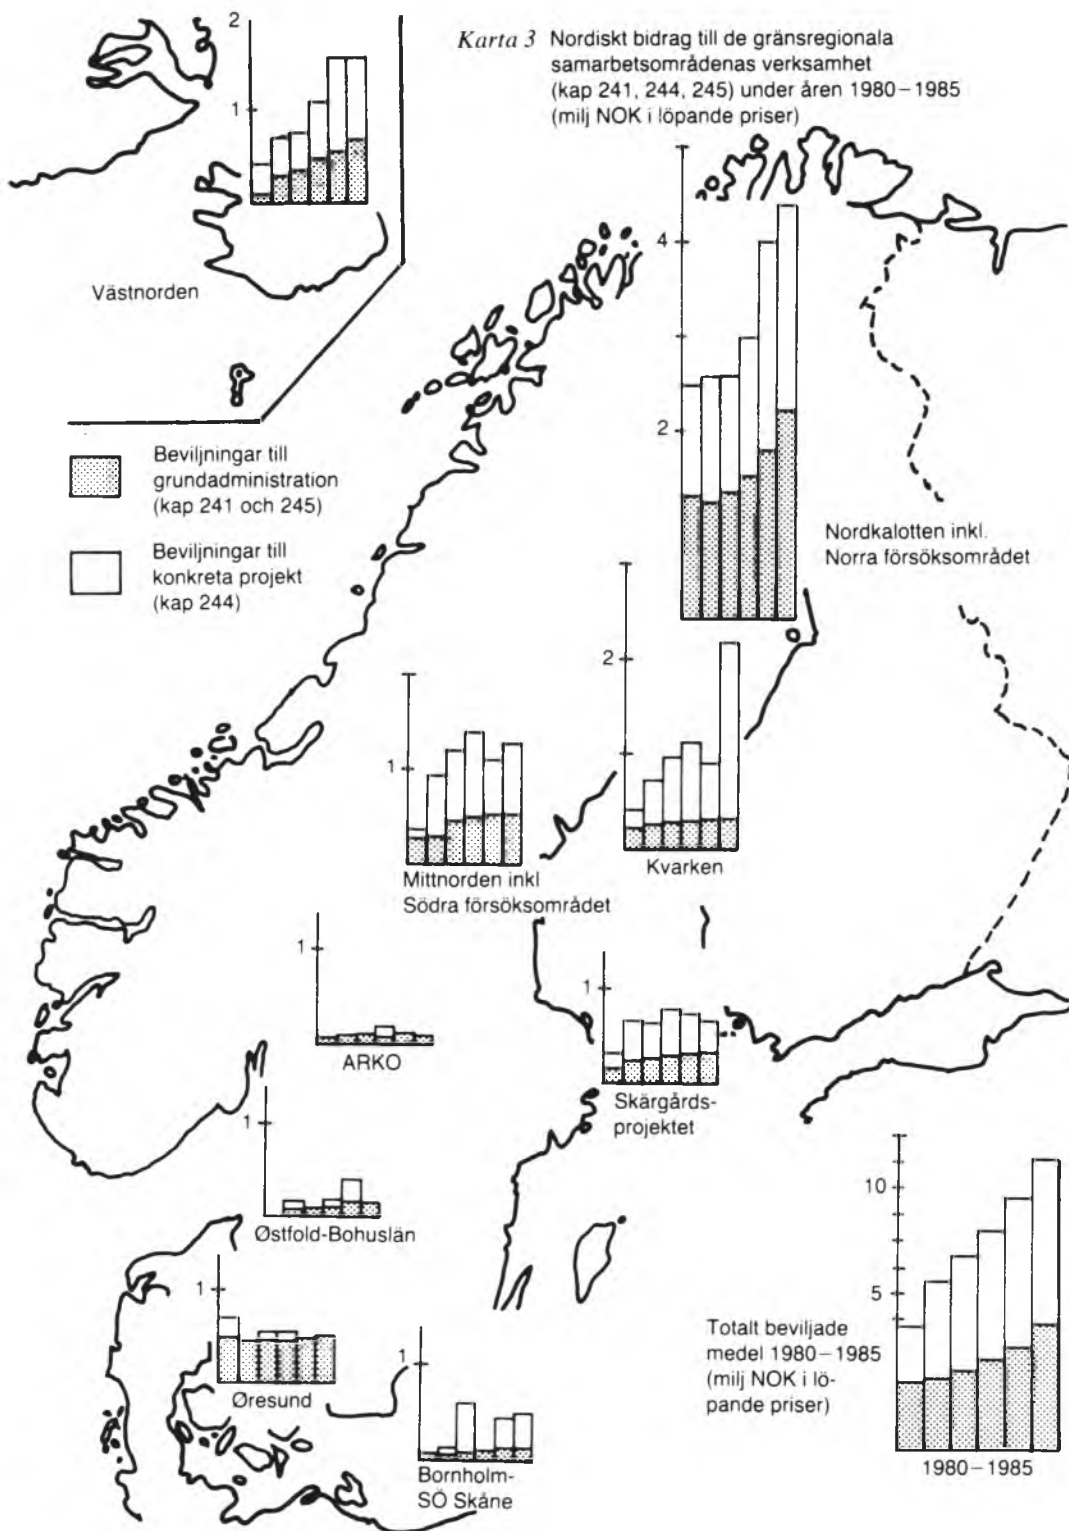 Karta 3 Nordiskt bidrag till de gränsregionala
samarbetsområdenas verksamhet
(kap 241, 244, 245) under åren 1980–1985
(milj NOK i löpande priser)
2
1
Västnorden
Beviljningar till
grundadministration
(kap 241 och 245)
Beviljningar till
konkreta projekt
(kap 244)
4
2
Nordkalotten inkl.
Norra försöksområdet
2
Kvarken
1
Mittnorden inkl
Södra försöksområdet
1
ARKO
1
Skärgårds-
projektet
1
Østfold-Bohuslän
1
Øresund
1
Bornholm-
SÖ Skåne
10
5
Totalt beviljade
medel 1980–1985
(milj NOK i lö-
pande priser)
1980–1985